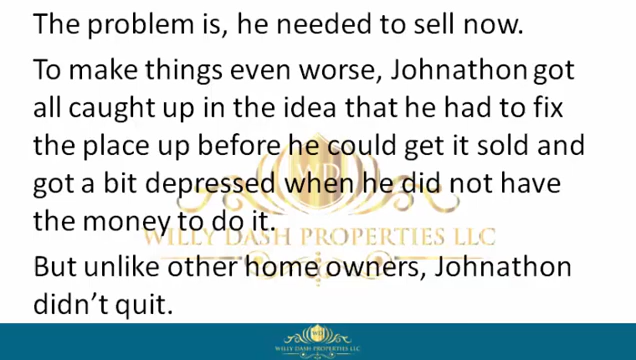 The problem is, he needed to sell now.
To make things even worse, Johnathon got
all caught up in the idea that he had to fix
the place up before he could get it sold and
got a bit depressed when he did not have
the money to do it.
WILLY DASH PROPERTIES LLC
But unlike other home owners, Johnathon
didn’t quit.
WILLY DASH PROPERTIES LLC